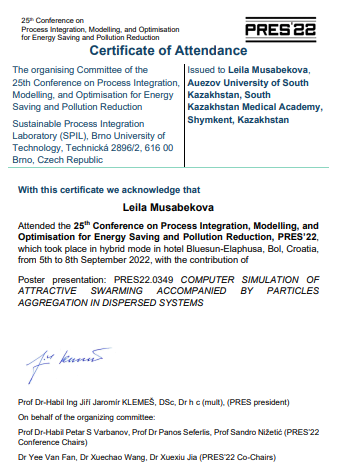 25th Conference on
Process Integration, Modelling, and Optimisation
for Energy Saving and Pollution Reduction
PRES'22
Certificate of Attendance
The organising Committee of the
25th Conference on Process Integration,
Modelling, and Optimisation for Energy
Saving and Pollution Reduction
Sustainable Process Integration
Laboratory (SPIL), Brno University of
Technology, Technická 2896/2, 616 00
Brno, Czech Republic
Issued to Leila Musabekova,
Auezov University of South
Kazakhstan, South
Kazakhstan Medical Academy,
Shymkent, Kazakhstan
With this certificate we acknowledge that
Leila Musabekova
Attended the 25th Conference on Process Integration, Modelling, and
Optimisation for Energy Saving and Pollution Reduction, PRES'22,
which took place in hybrid mode in hotel Bluesun-Elaphusa, Bol, Croatia,
from 5th to 8th September 2022, with the contribution of
Poster presentation: PRES22.0349 COMPUTER SIMULATION OF
ATTRACTIVE SWARMING ACCOMPANIED BY PARTICLES
AGGREGATION IN DISPERSED SYSTEMS
Prof Dr-Habil Ing Jiří Jaromír KLEMEŠ, DSc, Dr h c (mult), (PRES president)
On behalf of the organizing committee:
Prof Dr-Habil Petar S Varbanov, Prof Dr Panos Seferlis, Prof Sandro Nižetić (PRES'22
Conference Chairs)
Dr Yee Van Fan, Dr Xuechao Wang, Dr Xuexiu Jia (PRES'22 Co-Chairs)